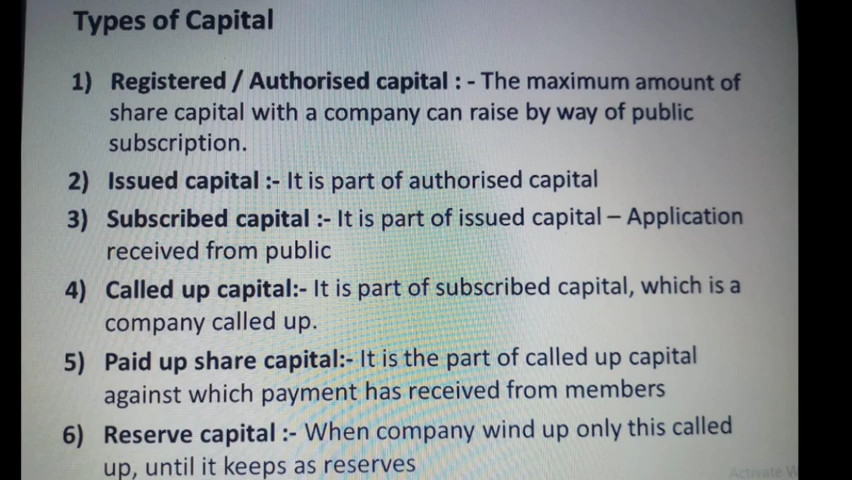 Types of Capital
1) Registered / Authorised capital : - The maximum amount of
share capital with a company can raise by way of public
subscription.
2) Issued capital :- It is part of authorised capital
3) Subscribed capital :- It is part of issued capital – Application
received from public
4) Called up capital:- It is part of subscribed capital, which is a
company called up.
5) Paid up share capital:- It is the part of called up capital
against which payment has received from members
6) Reserve capital :- When company wind up only this called
up, until it keeps as reserves
Activate